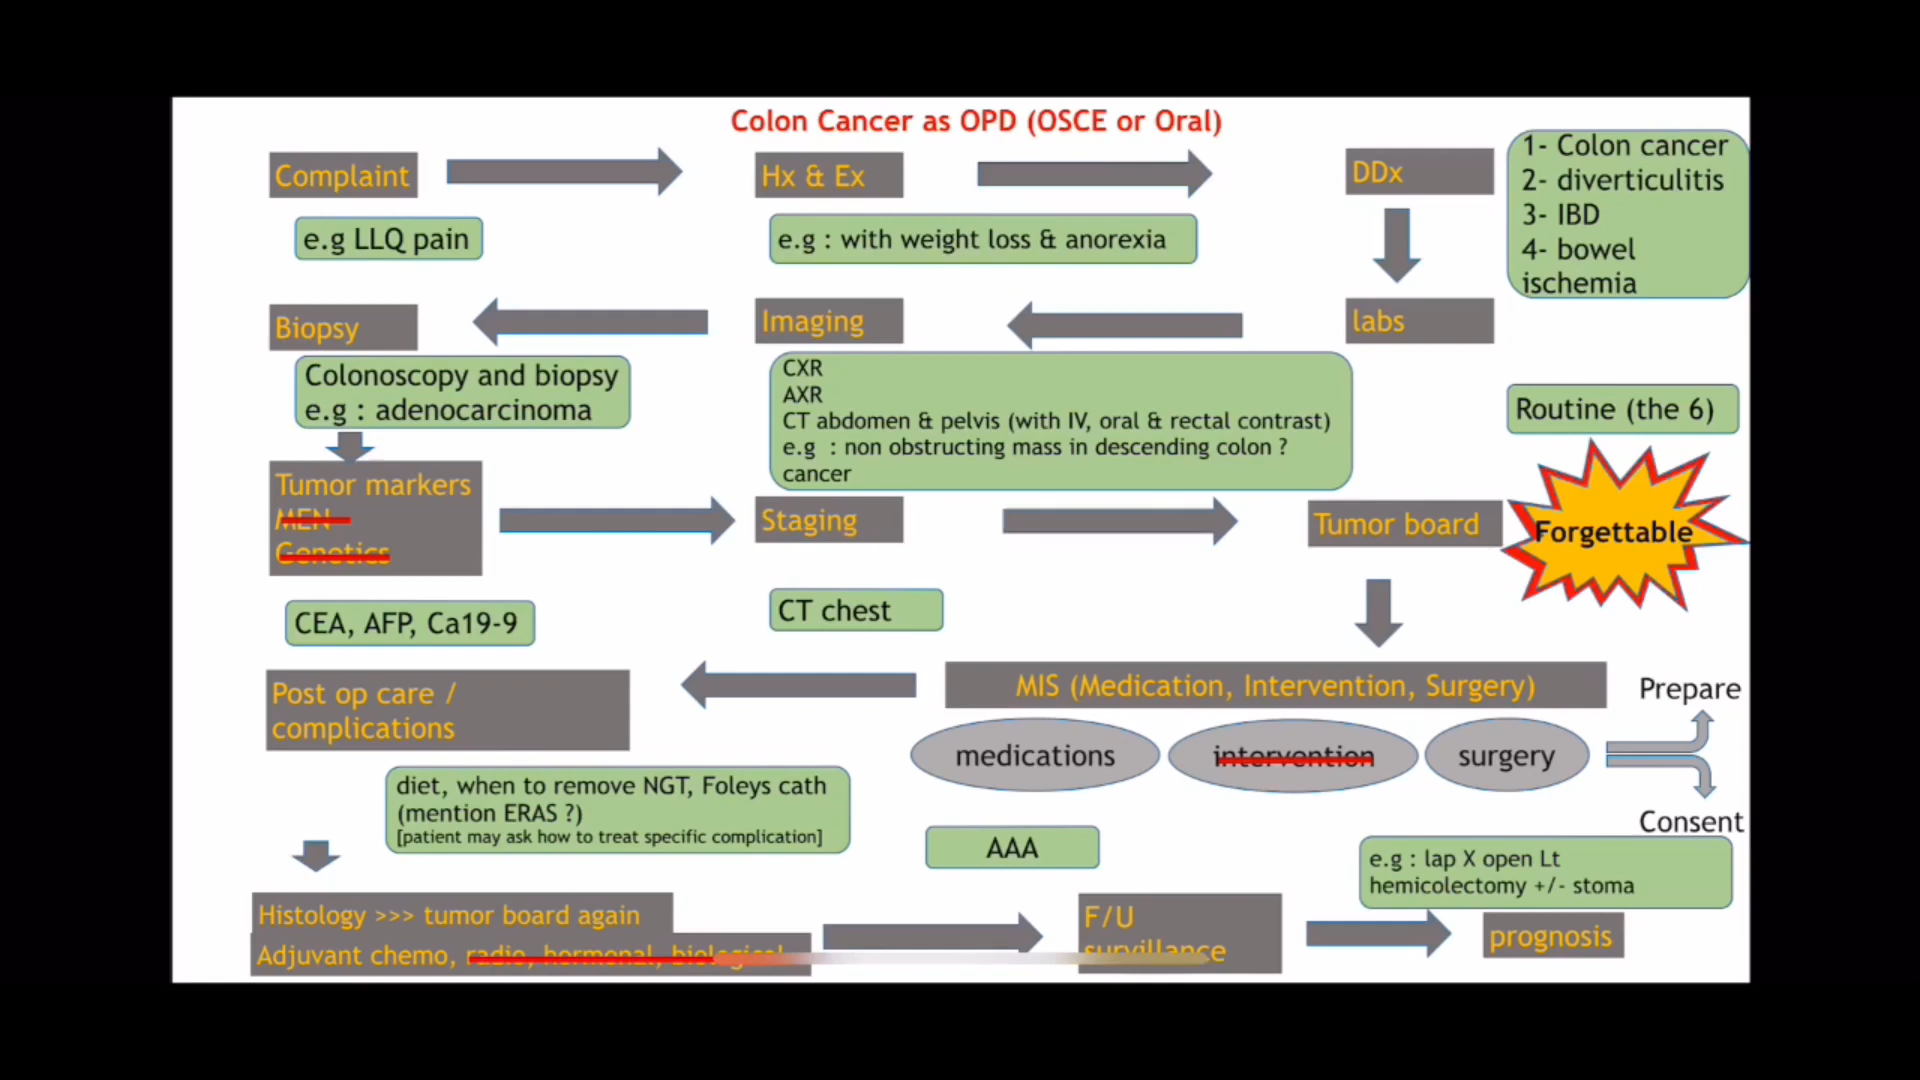 Colon Cancer as OPD (OSCE or Oral)
Complaint
Hx & Ex
DDx
1- Colon cancer
2- diverticulitis
3- IBD
4- bowel
ischemia
e.g LLQ pain
e.g : with weight loss & anorexia
Biopsy
Imaging
labs
Colonoscopy and biopsy
e.g : adenocarcinoma
CXR
AXR
CT abdomen & pelvis (with IV, oral & rectal contrast)
e.g : non obstructing mass in descending colon ?
cancer
Routine (the 6)
Tumor markers
MEN
Genetics
Staging
Tumor board
Forgettable
CEA, AFP, Ca19-9
CT chest
Post op care /
complications
MIS (Medication, Intervention, Surgery)
Prepare
medications
intervention
surgery
Consent
diet, when to remove NGT, Foleys cath
(mention ERAS ?)
[patient may ask how to treat specific complication]
AAA
e.g : lap X open Lt
hemicolectomy +/- stoma
Histology >>> tumor board again
Adjuvant chemo, radio, hormonal, biological
F/U
survillance
prognosis